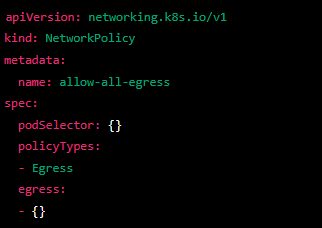 apiVersion: networking.k8s.io/v1
kind: NetworkPolicy
metadata:
  name: allow-all-egress
spec:
  podSelector: {}
  policyTypes:
  - Egress
  egress:
  - {}